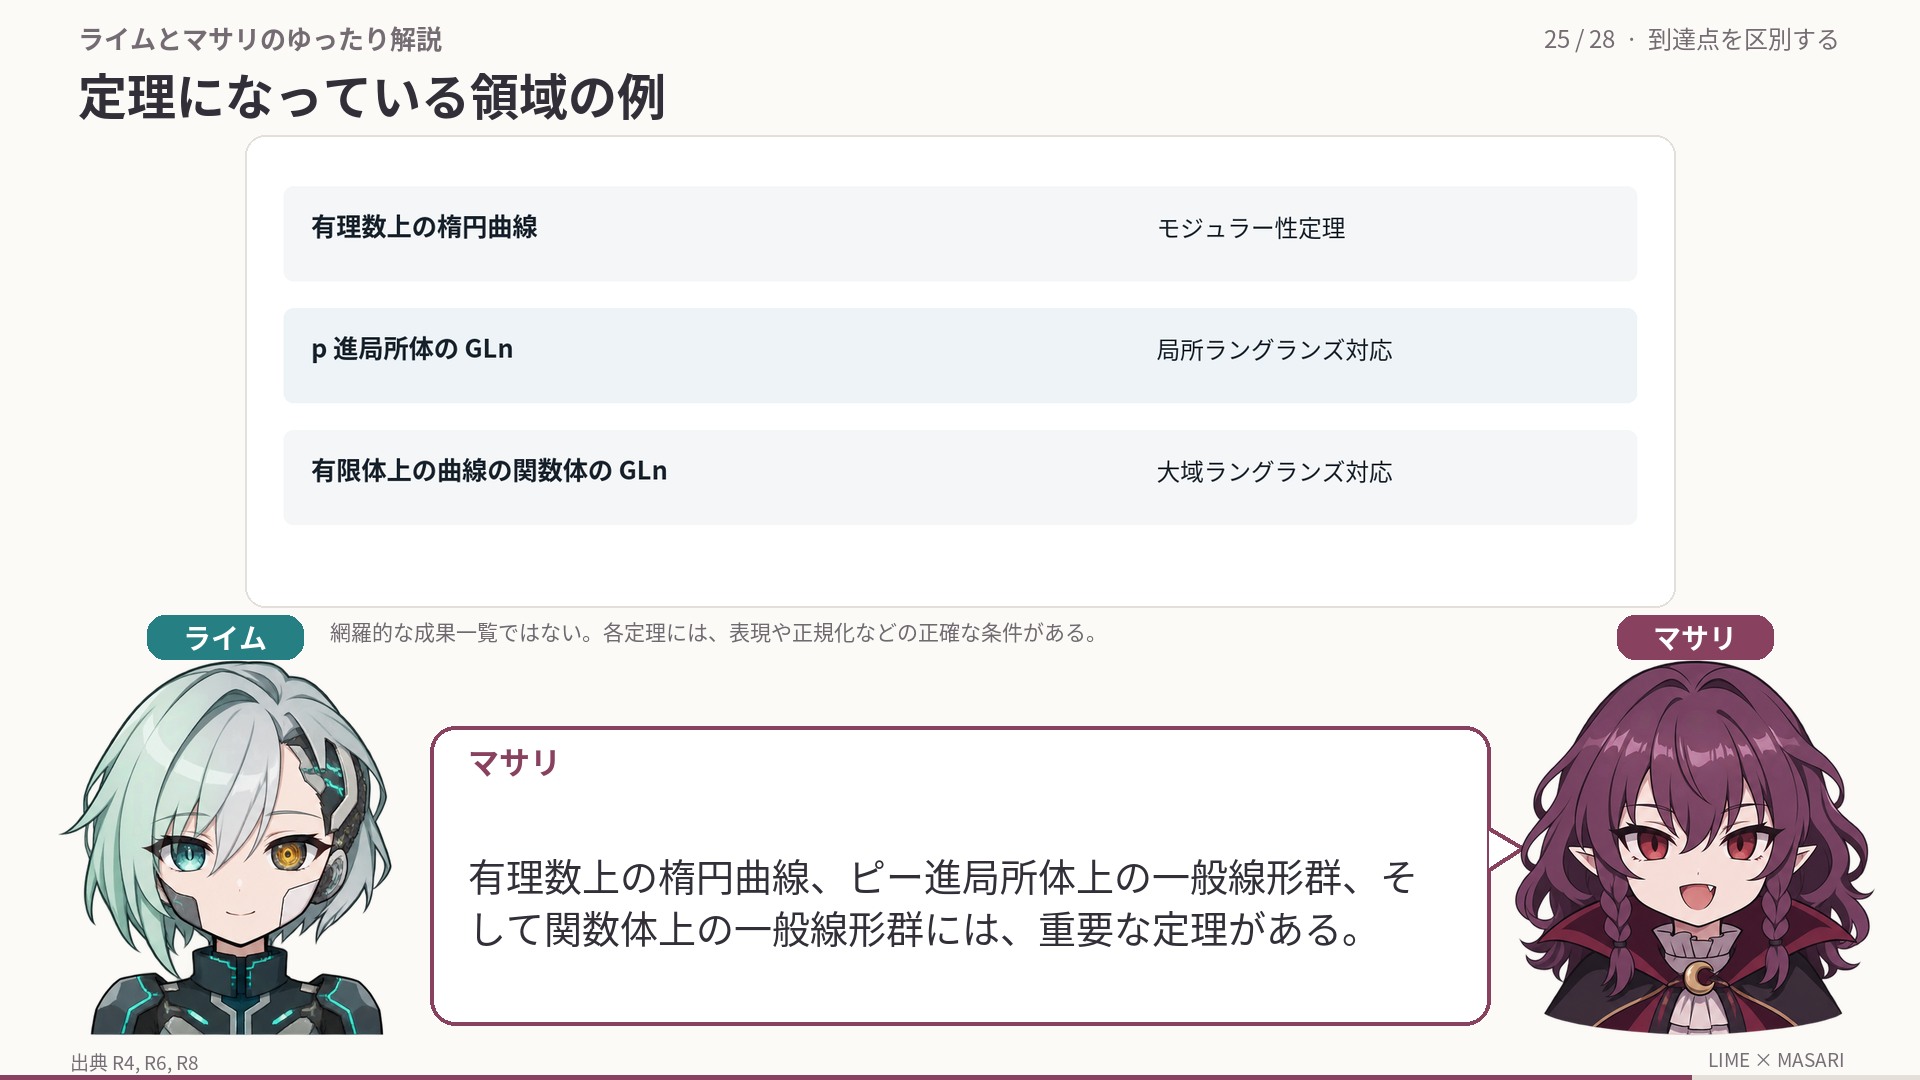 ライムとマサリのゆったり解説
25 / 28 · 到達点を区別する
定理になっている領域の例
有理数上の楕円曲線
モジュラー性定理
p 進局所体の GLn
局所ラングランズ対応
有限体上の曲線の関数体の GLn
大域ラングランズ対応
ライム
網羅的な成果一覧ではない。各定理には、表現や正規化などの正確な条件がある。
マサリ
マサリ
有理数上の楕円曲線、ピー進局所体上の一般線形群、そ
して関数体上の一般線形群には、重要な定理がある。
出典 R4, R6, R8
LIME × MASARI